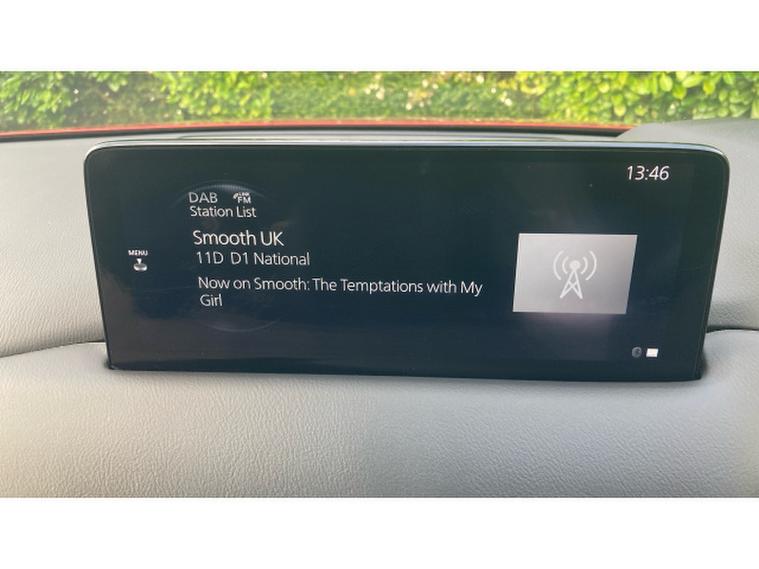 13:46
DAB LINK FM
Station List
MENU
Smooth UK
11D D1 National
Now on Smooth: The Temptations with My
Girl